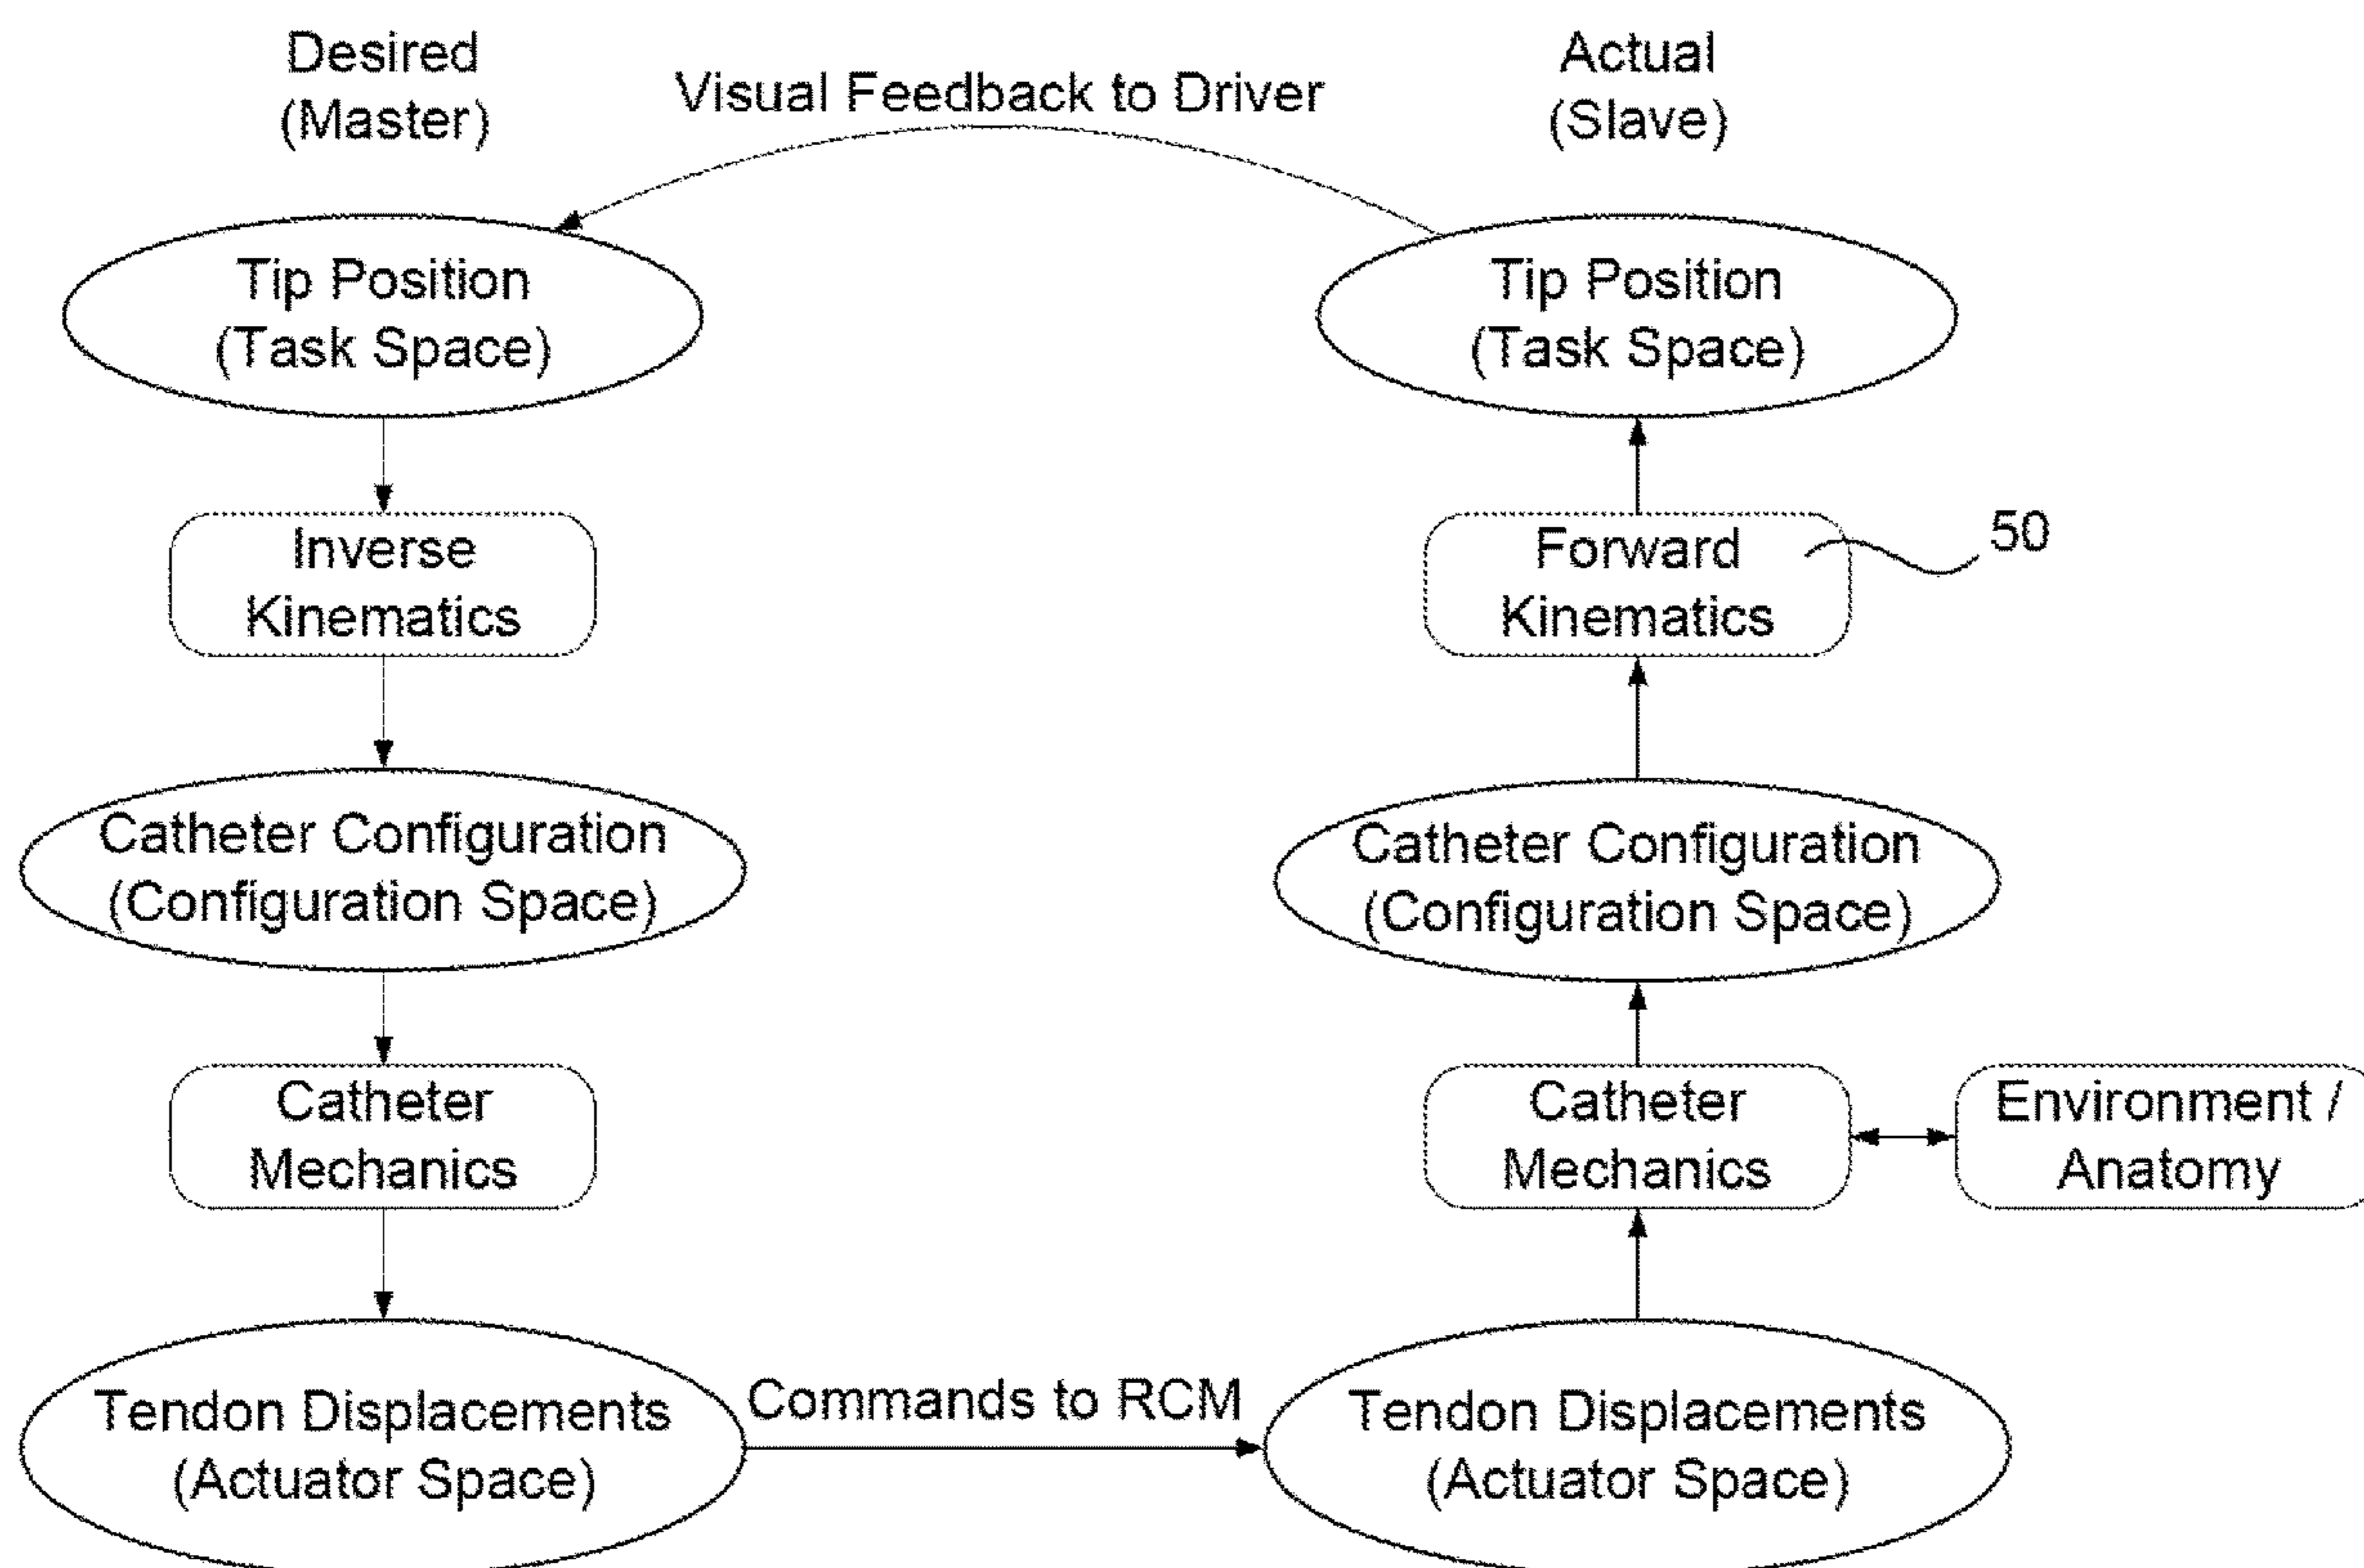 Desired
(Master)
Visual Feedback to Driver
Actual
(Slave)
Tip Position
(Task Space)
Tip Position
(Task Space)
Inverse
Kinematics
Forward
Kinematics
50
Catheter Configuration
(Configuration Space)
Catheter Configuration
(Configuration Space)
Catheter
Mechanics
Catheter
Mechanics
Environment /
Anatomy
Tendon Displacements
(Actuator Space)
Commands to RCM
Tendon Displacements
(Actuator Space)